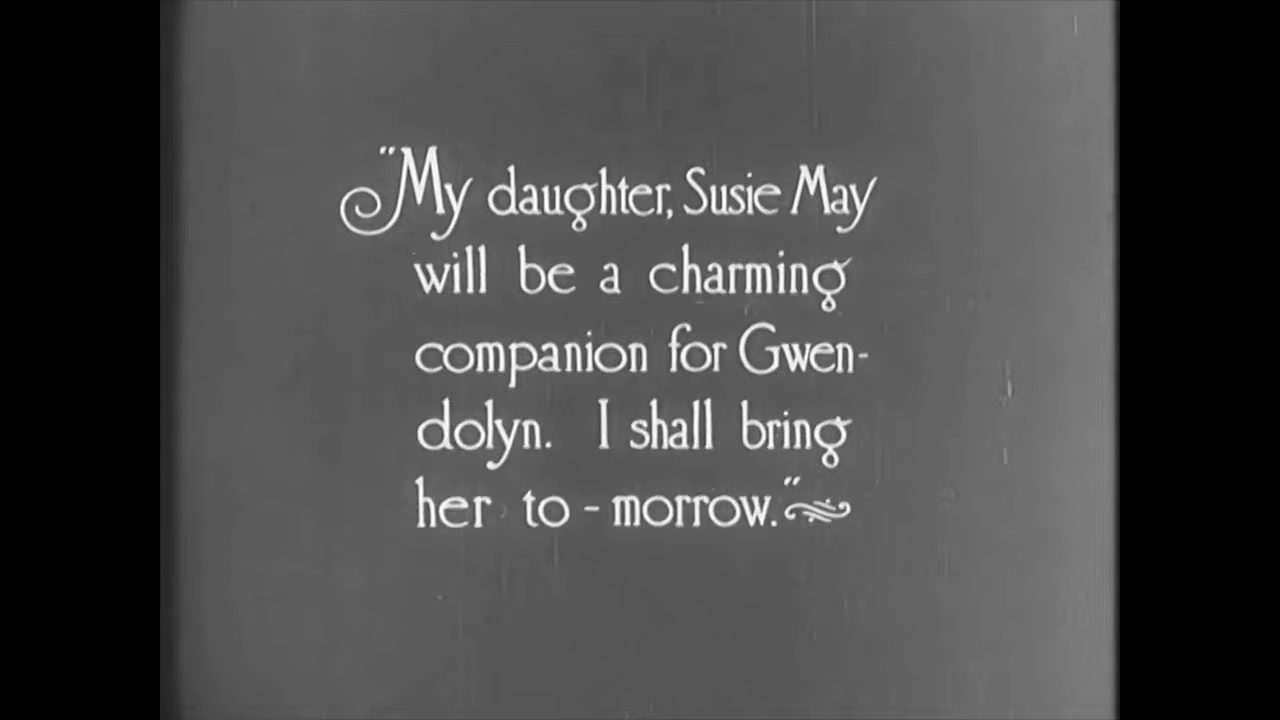 "My daughter, Susie May
will be a charming
companion for Gwen-
dolyn. I shall bring
her to-morrow."